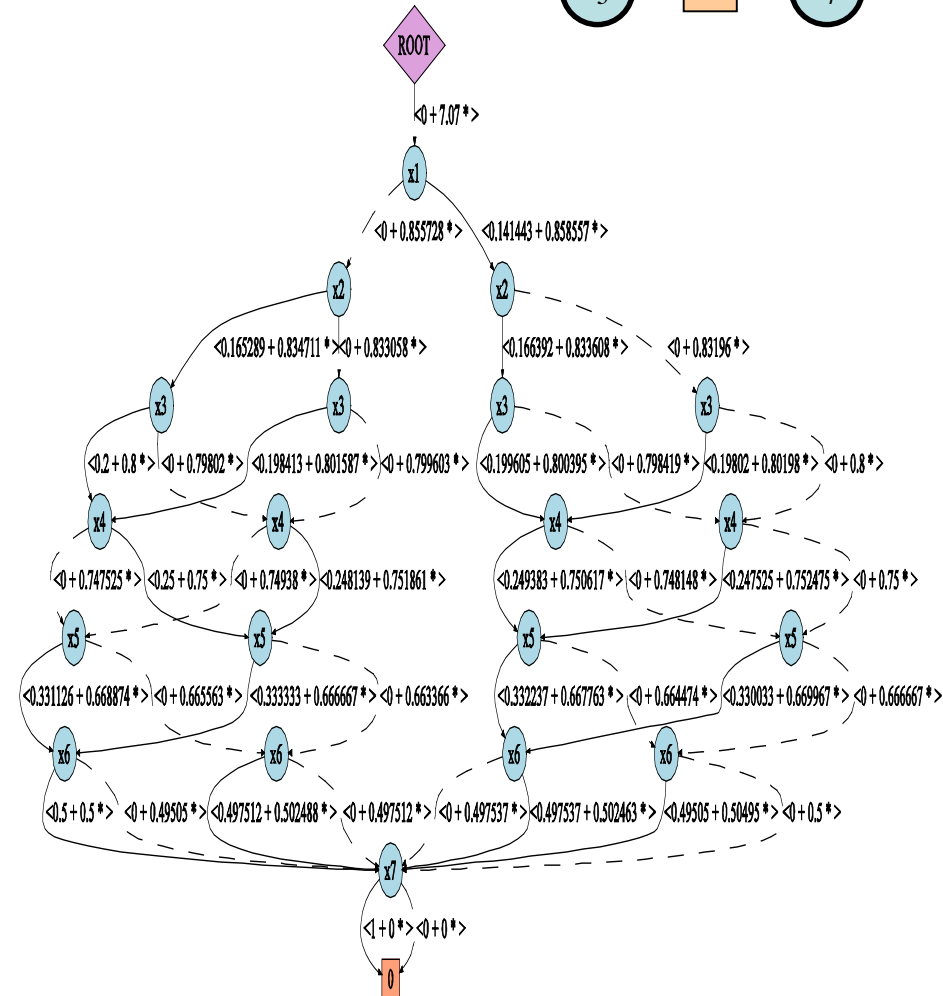 ROOT
<0 + 7.07 *>
x1
<0 + 0.855728 *> <0.141443 + 0.858557 *>
x2 x2
<0.165289 + 0.834711 *> <0 + 0.833058 *> <0.166392 + 0.833608 *> <0 + 0.83196 *>
x3 x3 x3 x3
<0.2 + 0.8 *> <0 + 0.79802 *> <0.198413 + 0.801587 *> <0 + 0.799603 *> <0.199605 + 0.800395 *> <0 + 0.798419 *> <0.19802 + 0.80198 *> <0 + 0.8 *>
x4 x4 x4 x4
<0 + 0.747525 *> <0.25 + 0.75 *> <0 + 0.74938 *> <0.248139 + 0.751861 *> <0.249383 + 0.750617 *> <0 + 0.748148 *> <0.247525 + 0.752475 *> <0 + 0.75 *>
x5 x5 x5 x5
<0.331126 + 0.668874 *> <0 + 0.665563 *> <0.333333 + 0.666667 *> <0 + 0.663366 *> <0.332237 + 0.667763 *> <0 + 0.664474 *> <0.330033 + 0.669967 *> <0 + 0.666667 *>
x6 x6 x6 x6
<0.5 + 0.5 *> <0 + 0.49505 *> <0.497512 + 0.502488 *> <0 + 0.497512 *> <0 + 0.497537 *> <0.497537 + 0.502463 *> <0.49505 + 0.50495 *> <0 + 0.5 *>
x7
<1 + 0 *> <0 + 0 *>
0